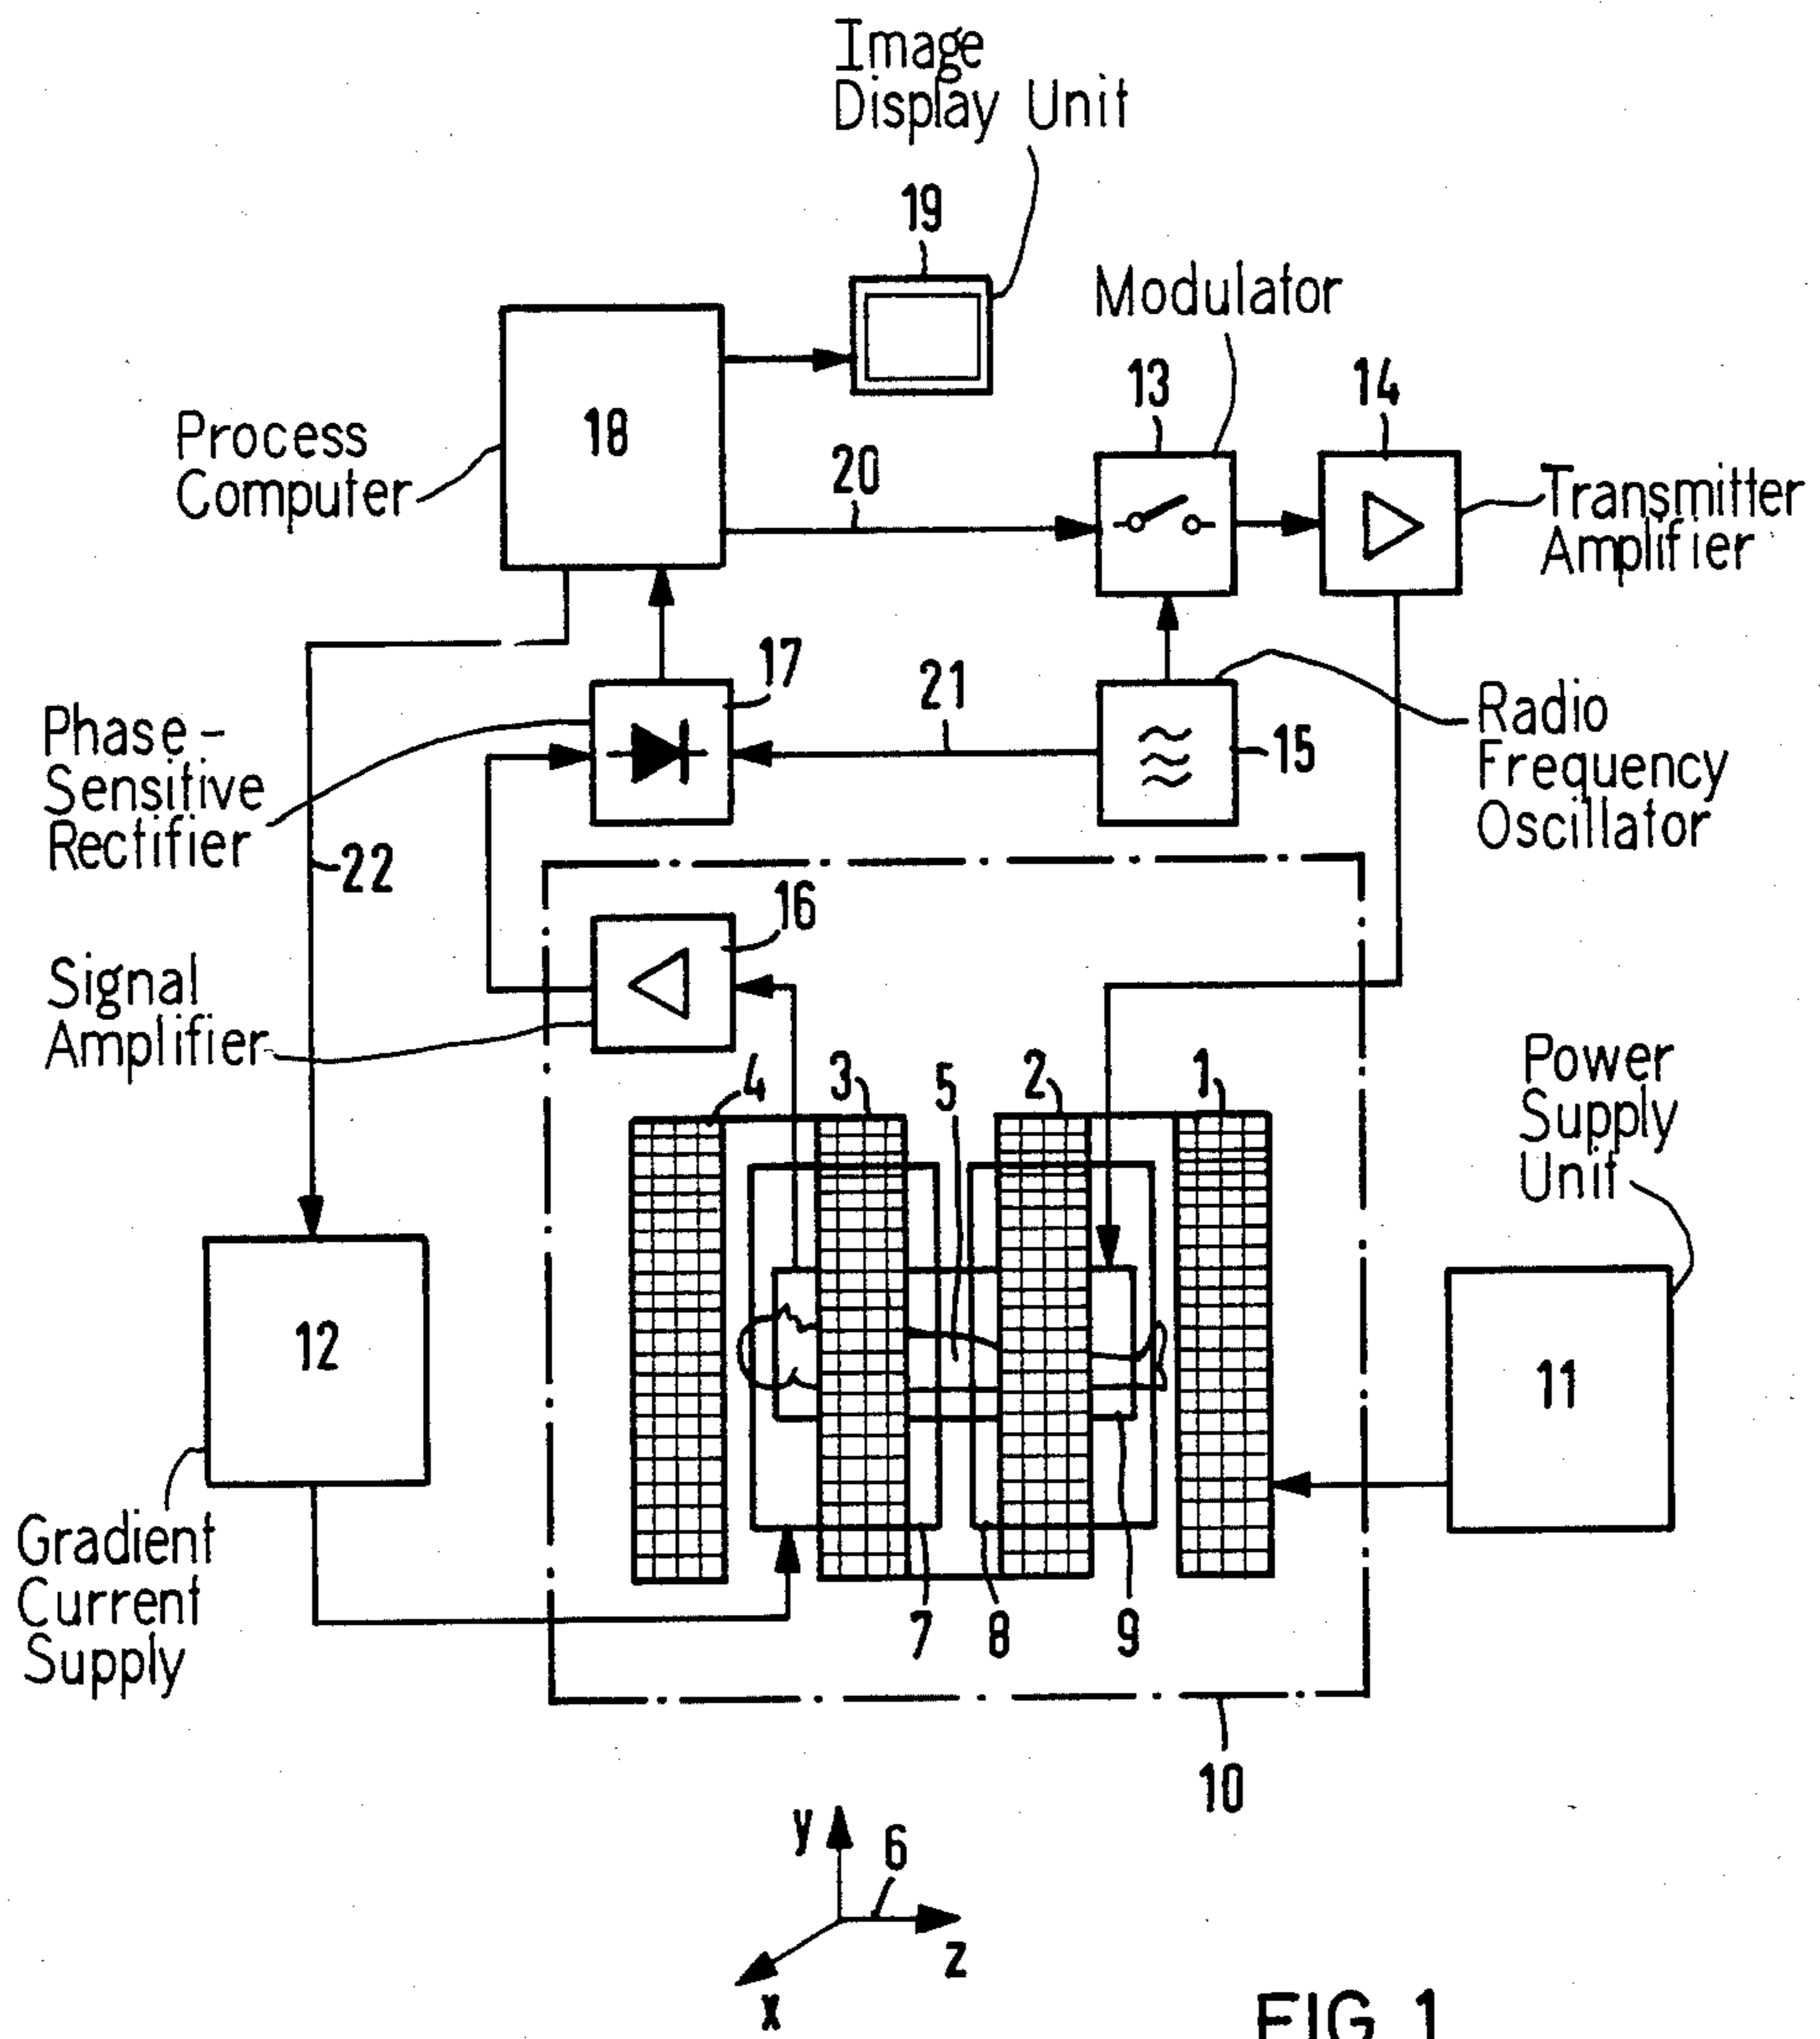 Image
Display Unit
19
Modulator
13
14
18
Process
Computer
20
Transmitter
Amplifier
17
21
15
Radio
Frequency
Oscillator
Phase-
Sensitive
Rectifier
22
16
Signal
Amplifier
4
3
5
2
1
Power
Supply
Unit
12
11
Gradient
Current
Supply
7
8
9
10
y
6
z
x
FIG 1